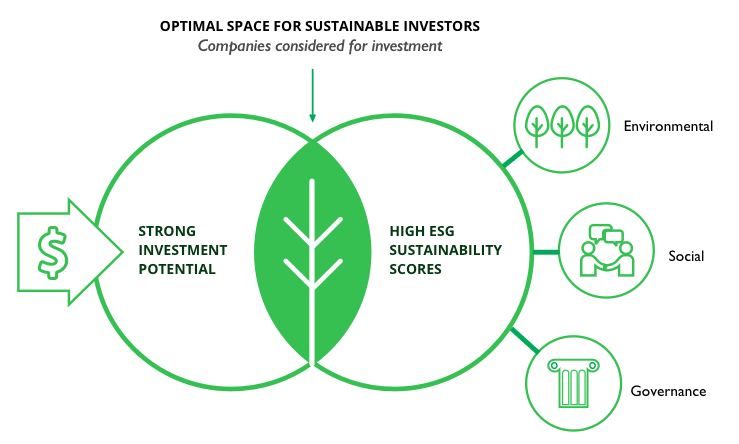 OPTIMAL SPACE FOR SUSTAINABLE INVESTORS
Companies considered for investment
Environmental
STRONG
INVESTMENT
POTENTIAL
HIGH ESG
SUSTAINABILITY
SCORES
$
Social
Governance